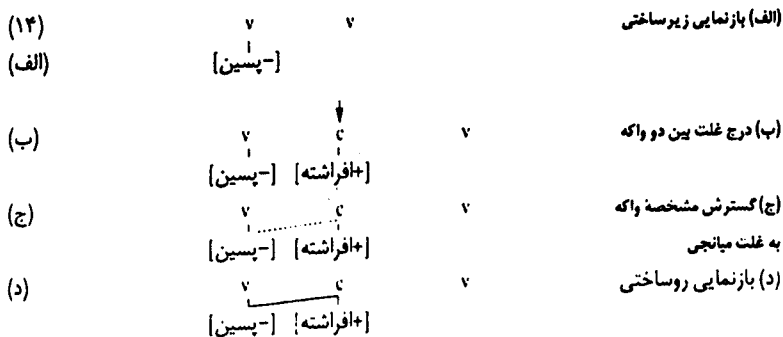 (۱۴) v v (الف) بازنمایی زیرساختی
(الف) [-پسین]
(ب) v c v (ب) درج غلت بین دو واکه
[-پسین] [+افراشته]
(ج) v c v (ج) گسترش مشخصهٔ واکه
[-پسین] [+افراشته] به غلت میانجی
(د) v c v (د) بازنمایی روساختی
[-پسین] [+افراشته]